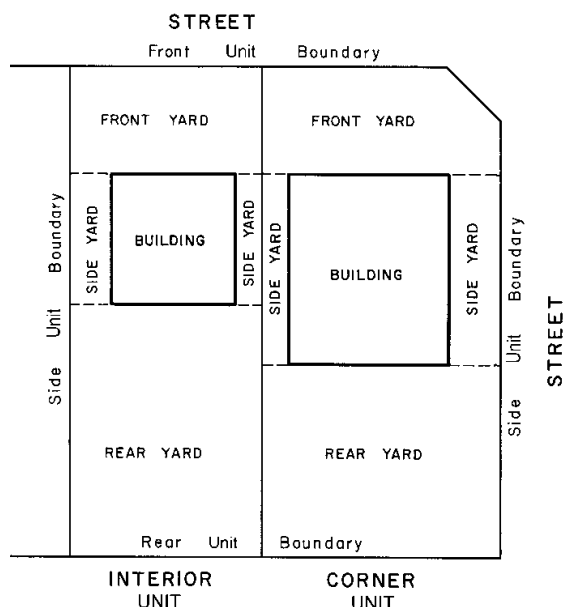 STREET
Front Unit Boundary
FRONT YARD
FRONT YARD
Side Unit Boundary
SIDE YARD
BUILDING
SIDE YARD
SIDE YARD
BUILDING
SIDE YARD
Side Unit Boundary
STREET
REAR YARD
REAR YARD
Rear Unit Boundary
INTERIOR
UNIT
CORNER
UNIT